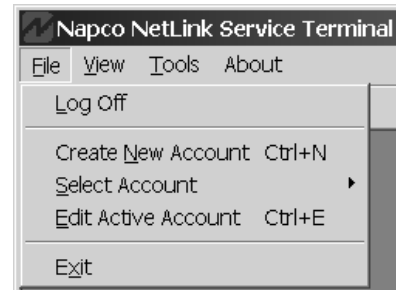 Napco NetLink Service Terminal
File View Tools About
Log Off
Create New Account Ctrl+N
Select Account
Edit Active Account Ctrl+E
Exit